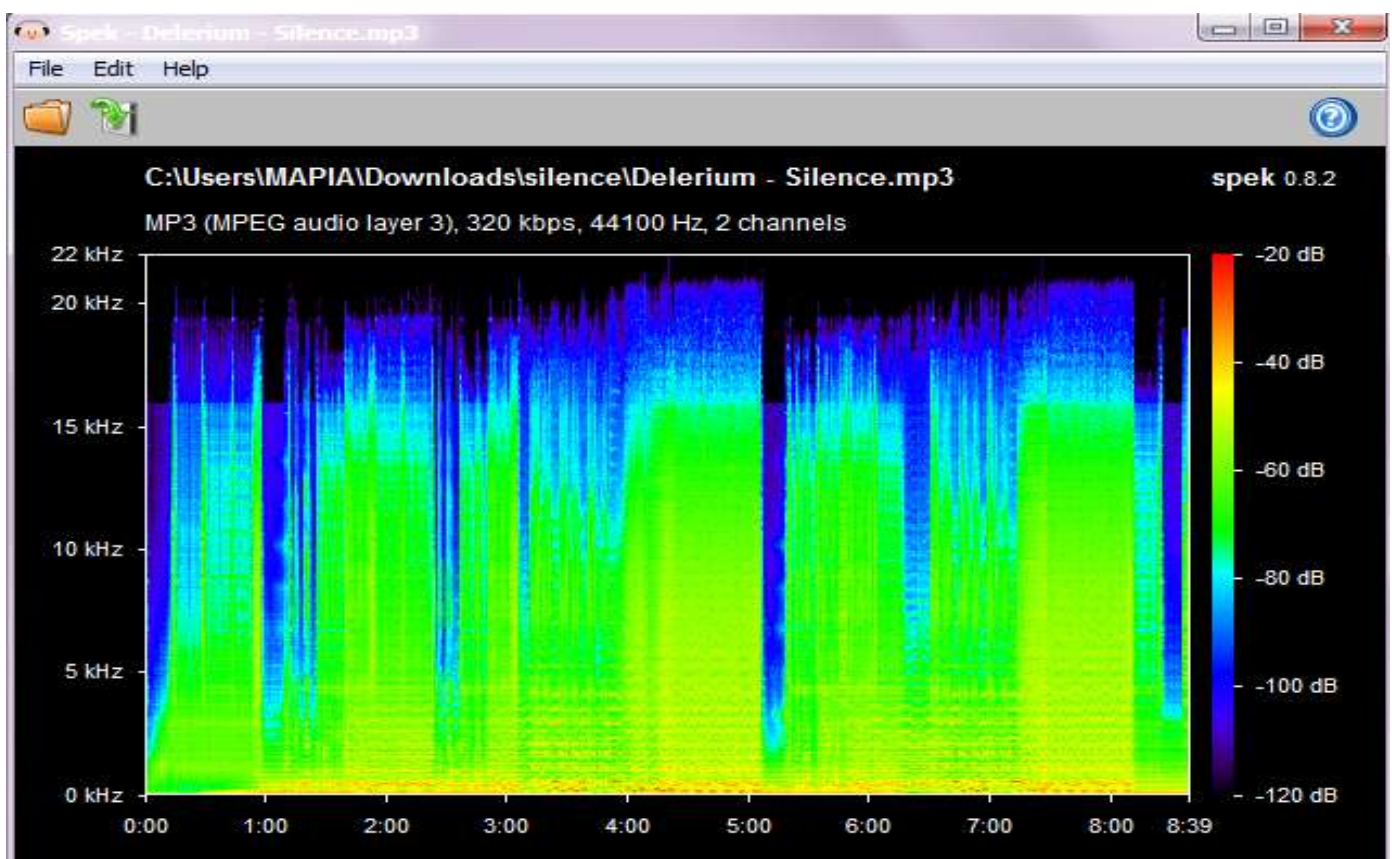 Spek - Delerium - Silence.mp3
File Edit Help
C:\Users\MAPIA\Downloads\silence\Delerium - Silence.mp3
spek 0.8.2
MP3 (MPEG audio layer 3), 320 kbps, 44100 Hz, 2 channels
22 kHz
20 kHz
15 kHz
10 kHz
5 kHz
0 kHz
0:00 1:00 2:00 3:00 4:00 5:00 6:00 7:00 8:00 8:39
-20 dB
-40 dB
-60 dB
-80 dB
-100 dB
-120 dB